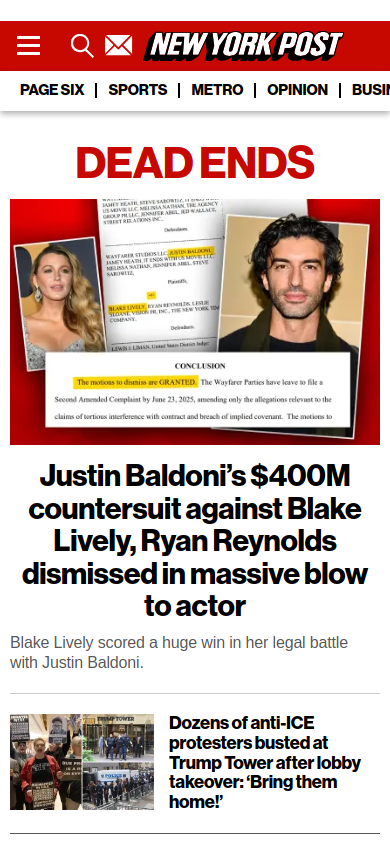 NEW YORK POST
PAGE SIX | SPORTS | METRO | OPINION | BUSIN
DEAD ENDS
JAMEY HEATH, STEVE SAROWITZ, IT ENDS
US MOVIE LLC, MELISSA NATHAN, THE AGENCY
GROUP PR LLC, JENNIFER ABEL, JED WALLACE,
STREET RELATIONS INC.,
Defendants.
WAYFARER STUDIOS LLC, JUSTIN BALDONI,
JAMEY HEATH, IT ENDS WITH US MOVIE LLC,
MELISSA NATHAN, JENNIFER ABEL, STEVE
SAROWITZ,
Plaintiffs,
BLAKE LIVELY, RYAN REYNOLDS, LESLIE
SLOANE, VISION PR, INC., THE NEW YORK
COMPANY,
Defendants.
LEWIS J. LIMAN, United States District Judge:
CONCLUSION
The motions to dismiss are GRANTED. The Wayfarer Parties have leave to file a
Second Amended Complaint by June 23, 2025, amending only the allegations relevant to the
claims of tortious interference with contract and breach of implied covenant. The motions to
Justin Baldoni’s $400M
countersuit against Blake
Lively, Ryan Reynolds
dismissed in massive blow
to actor
Blake Lively scored a huge win in her legal battle
with Justin Baldoni.
TRUMP TOWER
Dozens of anti-ICE
protesters busted at
Trump Tower after lobby
takeover: ‘Bring them
home!’